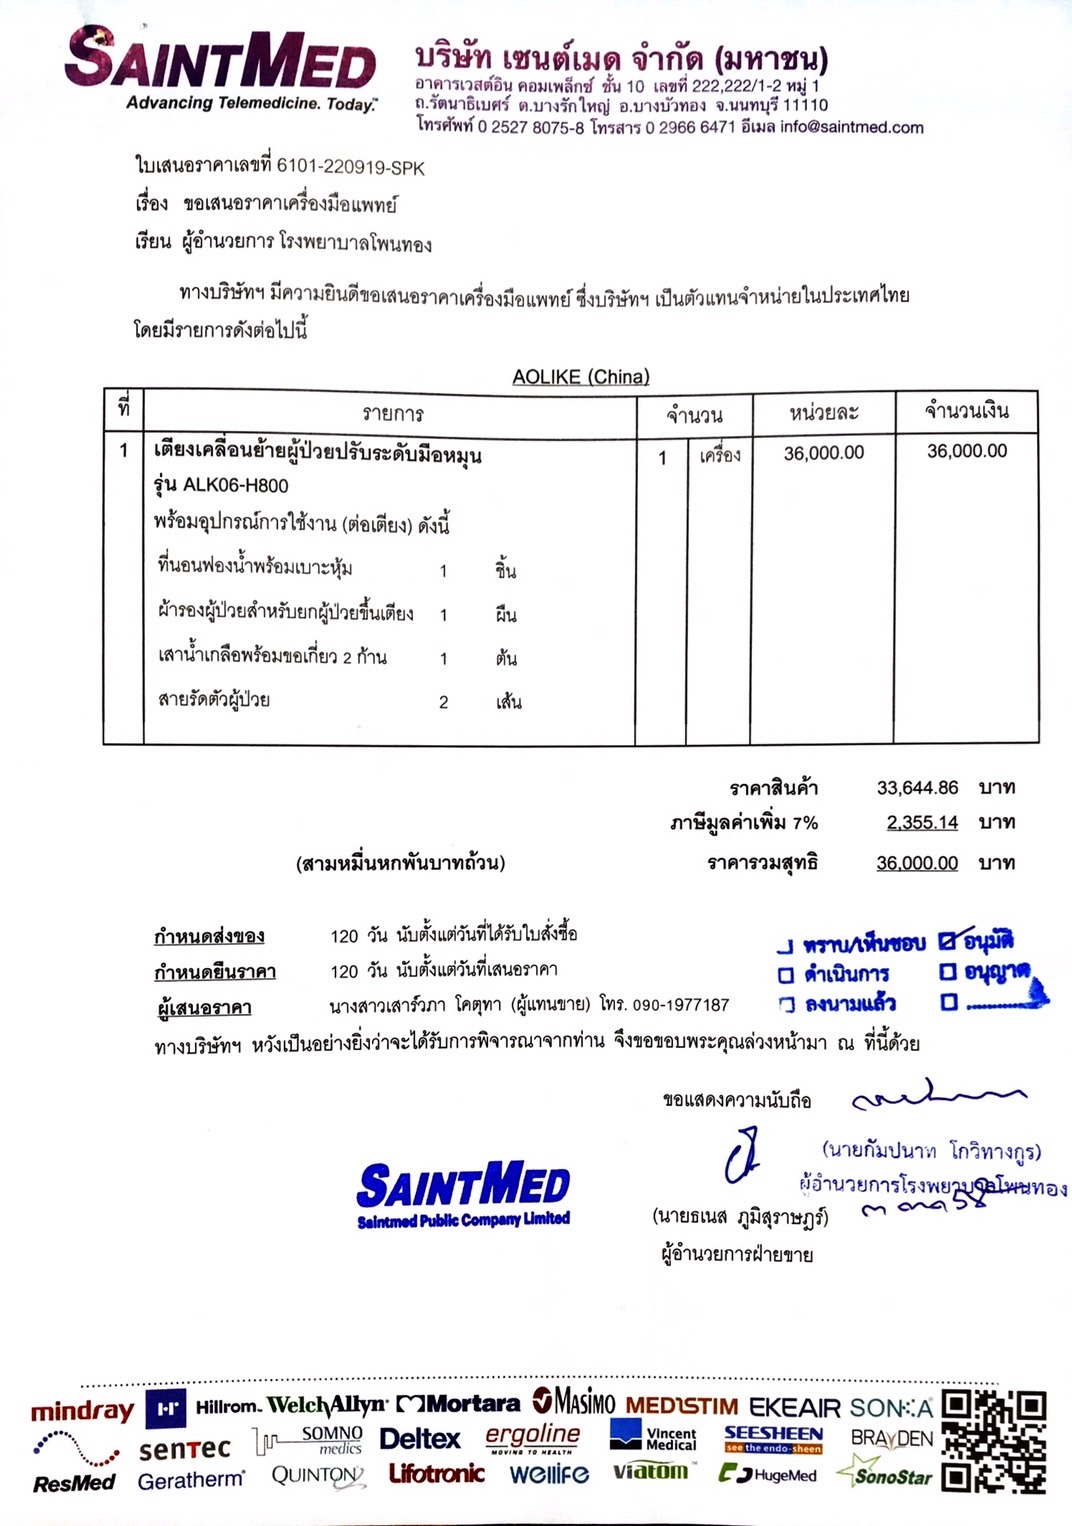 SAINTMED
Advancing Telemedicine. Today.™
บริษัท เซนต์เมด จำกัด (มหาชน)
อาคารเวสต์อิน คอมเพล็กซ์ ชั้น 10 เลขที่ 222,222/1-2 หมู่ 1
ถ.รัตนาธิเบศร์ ต.บางรักใหญ่ อ.บางบัวทอง จ.นนทบุรี 11110
โทรศัพท์ 0 2527 8075-8 โทรสาร 0 2966 6471 อีเมล info@saintmed.com
ใบเสนอราคาเลขที่ 6101-220919-SPK
เรื่อง ขอเสนอราคาเครื่องมือแพทย์
เรียน ผู้อำนวยการ โรงพยาบาลโพนทอง
ทางบริษัทฯ มีความยินดีขอเสนอราคาเครื่องมือแพทย์ ซึ่งบริษัทฯ เป็นตัวแทนจำหน่ายในประเทศไทย
โดยมีรายการดังต่อไปนี้
AOLIKE (China)
ที่ รายการ จำนวน หน่วยละ จำนวนเงิน
1 เตียงเคลื่อนย้ายผู้ป่วยปรับระดับมือหมุน 1 เครื่อง 36,000.00 36,000.00
รุ่น ALK06-H800
พร้อมอุปกรณ์การใช้งาน (ต่อเตียง) ดังนี้
ที่นอนฟองน้ำพร้อมเบาะหุ้ม 1 ชิ้น
ผ้ารองผู้ป่วยสำหรับยกผู้ป่วยขึ้นเตียง 1 ผืน
เสาน้ำเกลือพร้อมขอเกี่ยว 2 ก้าน 1 ต้น
สายรัดตัวผู้ป่วย 2 เส้น
ราคาสินค้า 33,644.86 บาท
ภาษีมูลค่าเพิ่ม 7% 2,355.14 บาท
(สามหมื่นหกพันบาทถ้วน) ราคารวมสุทธิ 36,000.00 บาท
กำหนดส่งของ 120 วัน นับตั้งแต่วันที่ได้รับใบสั่งซื้อ
กำหนดยืนราคา 120 วัน นับตั้งแต่วันที่เสนอราคา
ผู้เสนอราคา นางสาวเสาร์วภา โคตุทา (ผู้แทนขาย) โทร. 090-1977187
ทราบ/เห็นชอบ อนุมัติ
ดำเนินการ อนุญาต
ลงนามแล้ว
ทางบริษัทฯ หวังเป็นอย่างยิ่งว่าจะได้รับการพิจารณาจากท่าน จึงขอขอบพระคุณล่วงหน้ามา ณ ที่นี้ด้วย
ขอแสดงความนับถือ
(นายกัมปนาท โกวิทางกูร)
ผู้อำนวยการโรงพยาบาลโพนทอง
SAINTMED
Saintmed Public Company Limited
(นายธเนส ภูมิสุราษฎร์)
ผู้อำนวยการฝ่ายขาย
mindray Hillrom WelchAllyn Mortara Masimo MEDISTIM EKEAIR SONKA
sentec SOMNO medics Deltex ergoline MOVING TO HEALTH Vincent Medical SEESHEEN see the endo-sheen BRAYDEN
ResMed Geratherm QUINTON Lifotronic wellife viatom HugeMed SonoStar